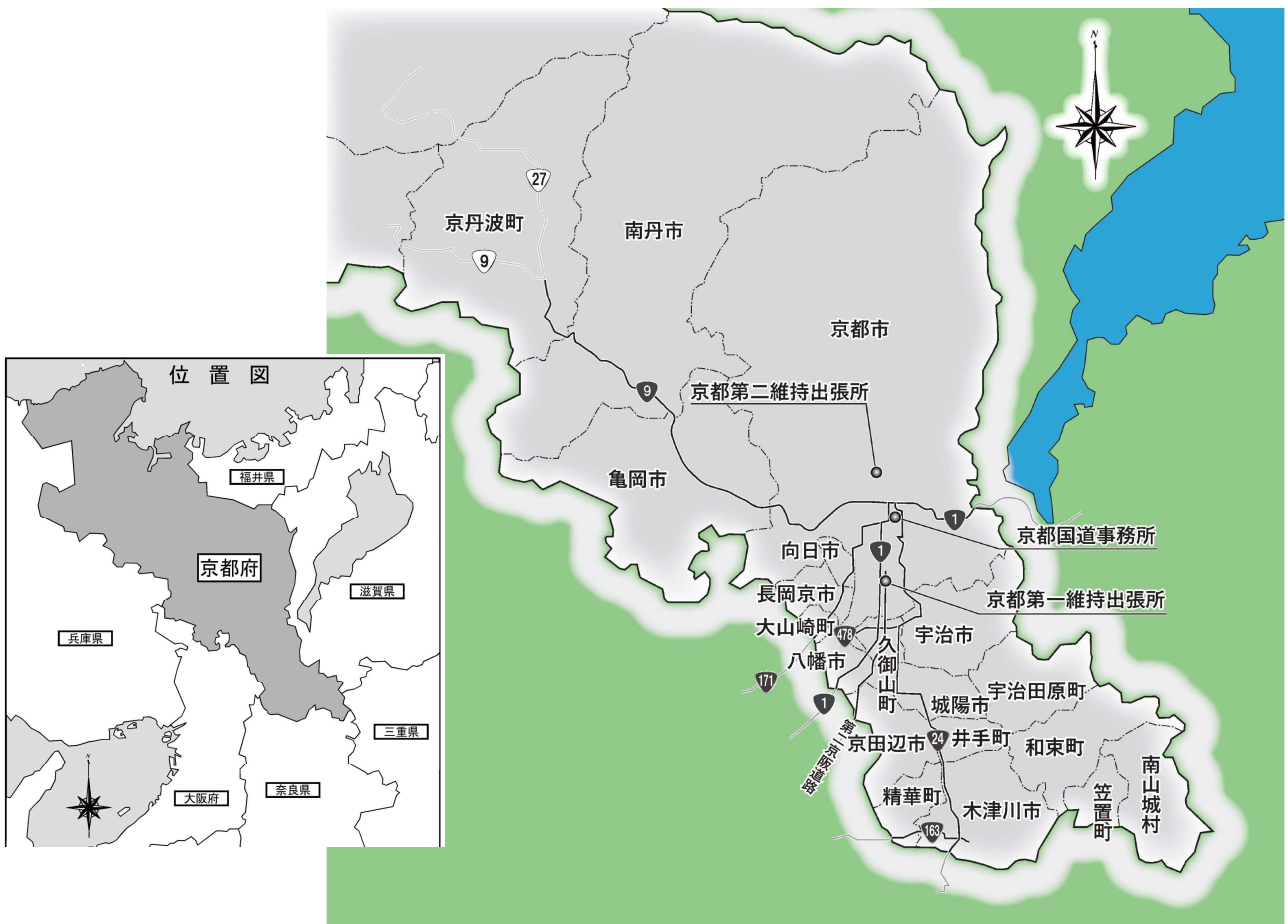 N
27
京丹波町
9
南丹市
京都市
9
京都第二維持出張所
亀岡市
1
京都国道事務所
向日市
1
長岡京市
京都第一維持出張所
大山崎町
478
宇治市
八幡市
久御山町
171
1
宇治田原町
城陽市
第二京阪道路
京田辺市
24
井手町
和束町
南山城村
精華町
木津川市
笠置町
163
位置図
福井県
京都府
滋賀県
兵庫県
三重県
N
大阪府
奈良県